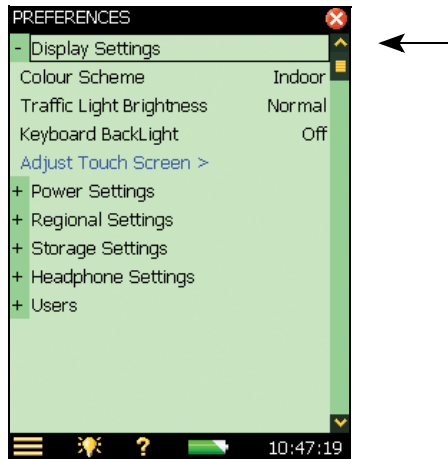 PREFERENCES
- Display Settings
Colour Scheme Indoor
Traffic Light Brightness Normal
Keyboard BackLight Off
Adjust Touch Screen >
+ Power Settings
+ Regional Settings
+ Storage Settings
+ Headphone Settings
+ Users
? 10:47:19